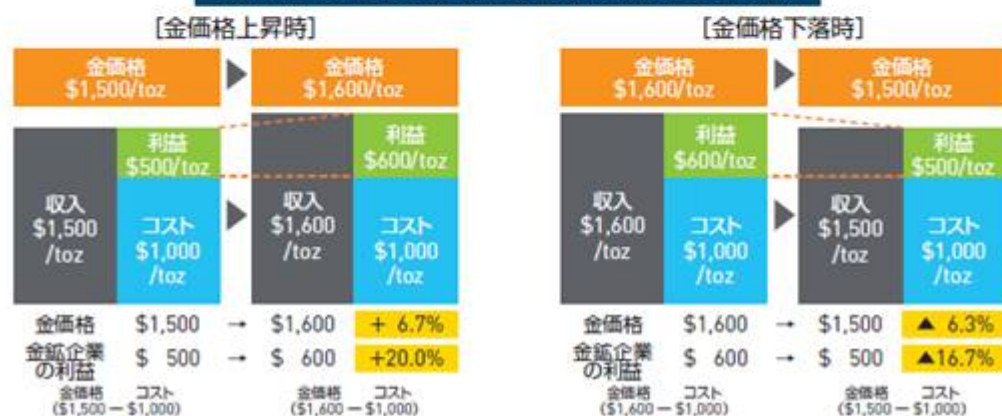 [金価格上昇時]
金価格
$1,500/toz
金価格
$1,600/toz
利益
$500/toz
収入
$1,500
/toz
コスト
$1,000
/toz
利益
$600/toz
収入
$1,600
/toz
コスト
$1,000
/toz
金価格 $1,500 → $1,600 + 6.7%
金鉱企業
の利益 $ 500 → $ 600 +20.0%
金価格 コスト
($1,500 − $1,000)
金価格 コスト
($1,600 − $1,000)
[金価格下落時]
金価格
$1,600/toz
金価格
$1,500/toz
利益
$600/toz
収入
$1,600
/toz
コスト
$1,000
/toz
利益
$500/toz
収入
$1,500
/toz
コスト
$1,000
/toz
金価格 $1,600 → $1,500 ▲ 6.3%
金鉱企業
の利益 $ 600 → $ 500 ▲16.7%
金価格 コスト
($1,600 − $1,000)
金価格 コスト
($1,500 − $1,000)